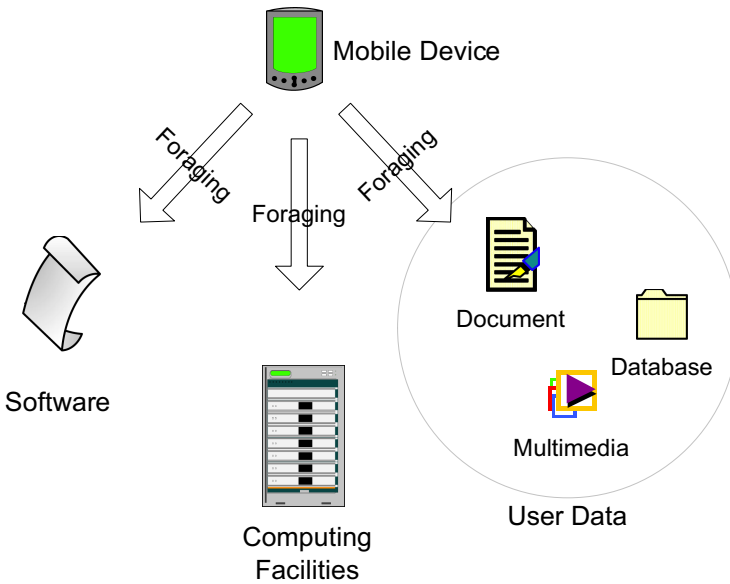 Mobile Device
Foraging
Foraging
Foraging
Document
Database
Software
Multimedia
User Data
Computing
Facilities